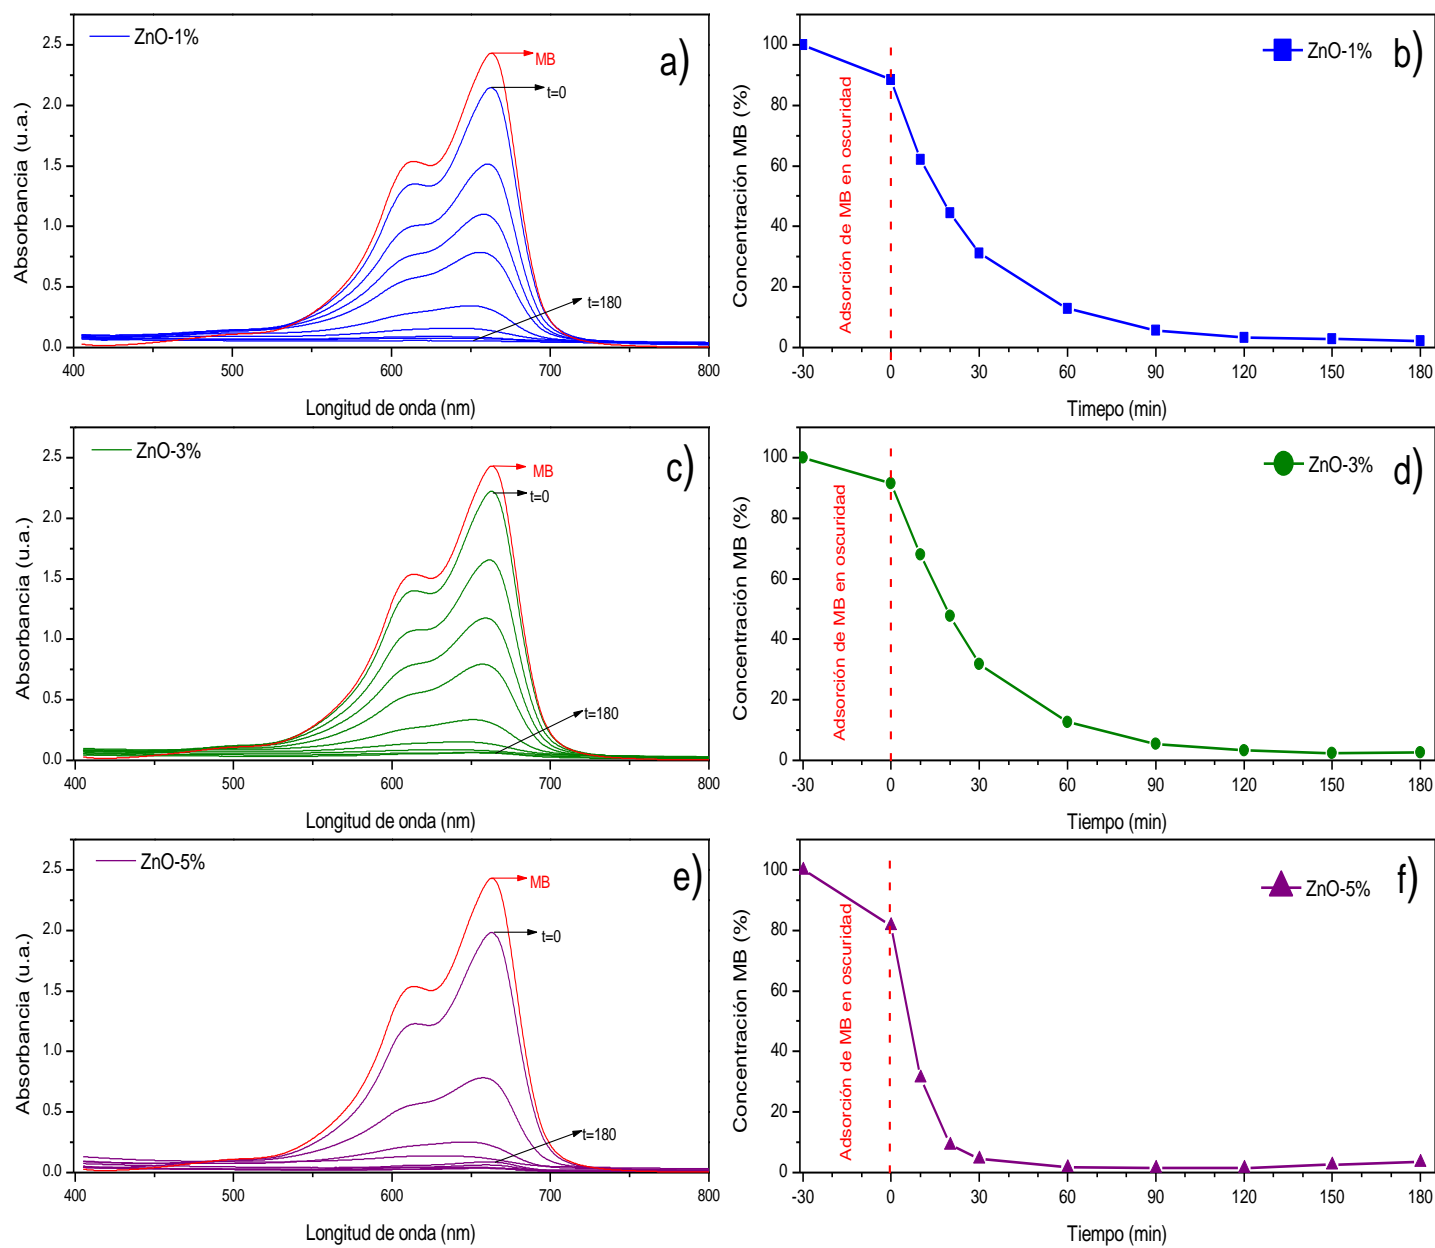 ZnO-1%
a)
MB
t=0
t=180
2.5
2.0
1.5
1.0
0.5
0.0
Absorbancia (u.a.)
400
500
600
700
800
Longitud de onda (nm)
ZnO-1%
b)
100
80
60
40
20
0
Concentración MB (%)
Adsorción de MB en oscuridad
-30
0
30
60
90
120
150
180
Timepo (min)
ZnO-3%
c)
MB
t=0
t=180
2.5
2.0
1.5
1.0
0.5
0.0
Absorbancia (u.a.)
400
500
600
700
800
Longitud de onda (nm)
ZnO-3%
d)
100
80
60
40
20
0
Concentración MB (%)
Adsorción de MB en oscuridad
-30
0
30
60
90
120
150
180
Tiempo (min)
ZnO-5%
e)
MB
t=0
t=180
2.5
2.0
1.5
1.0
0.5
0.0
Absorbancia (u.a.)
400
500
600
700
800
Longitud de onda (nm)
ZnO-5%
f)
100
80
60
40
20
0
Concentración MB (%)
Adsorción de MB en oscuridad
-30
0
30
60
90
120
150
180
Tiempo (min)